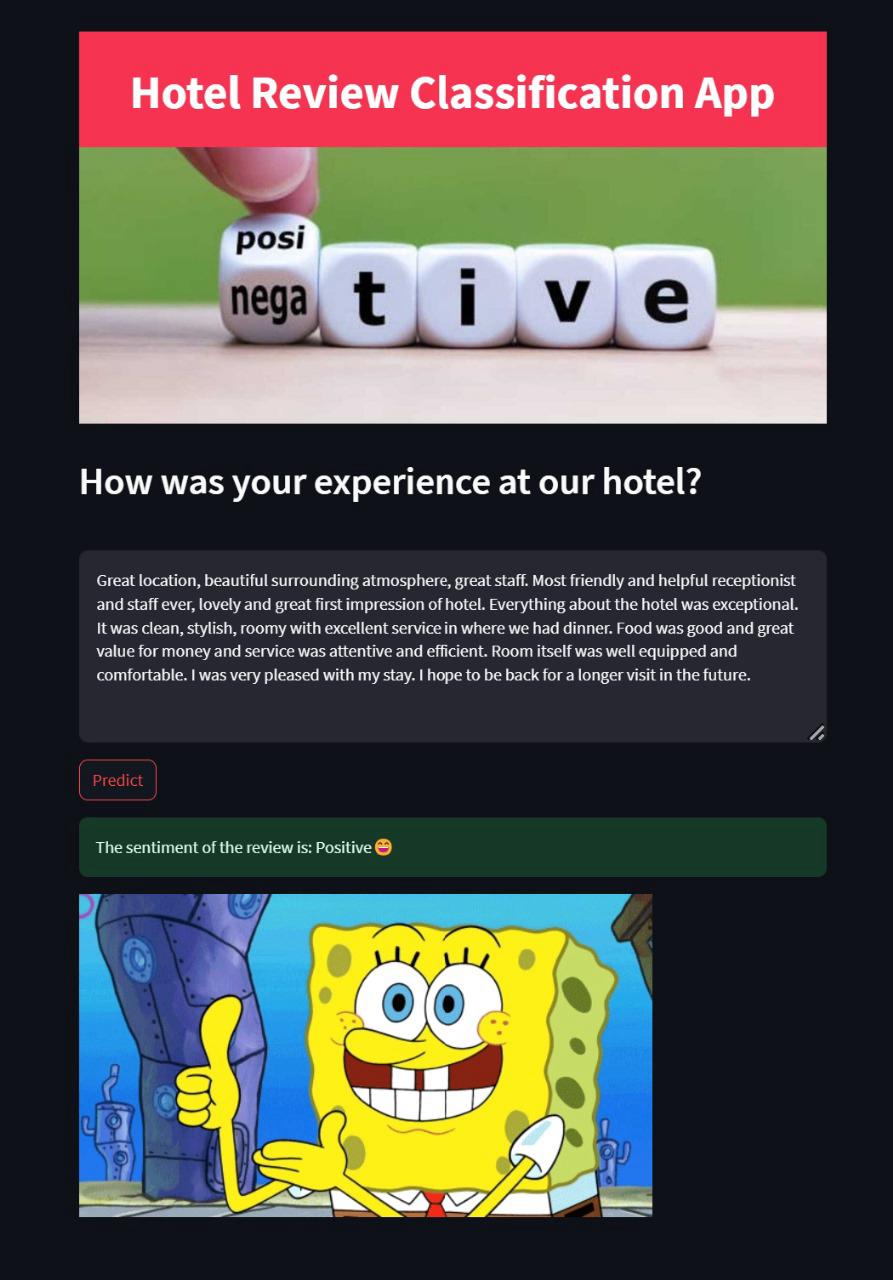 Hotel Review Classification App
posi
nega t i v e
How was your experience at our hotel?
Great location, beautiful surrounding atmosphere, great staff. Most friendly and helpful receptionist
and staff ever, lovely and great first impression of hotel. Everything about the hotel was exceptional.
It was clean, stylish, roomy with excellent service in where we had dinner. Food was good and great
value for money and service was attentive and efficient. Room itself was well equipped and
comfortable. I was very pleased with my stay. I hope to be back for a longer visit in the future.
Predict
The sentiment of the review is: Positive 😄